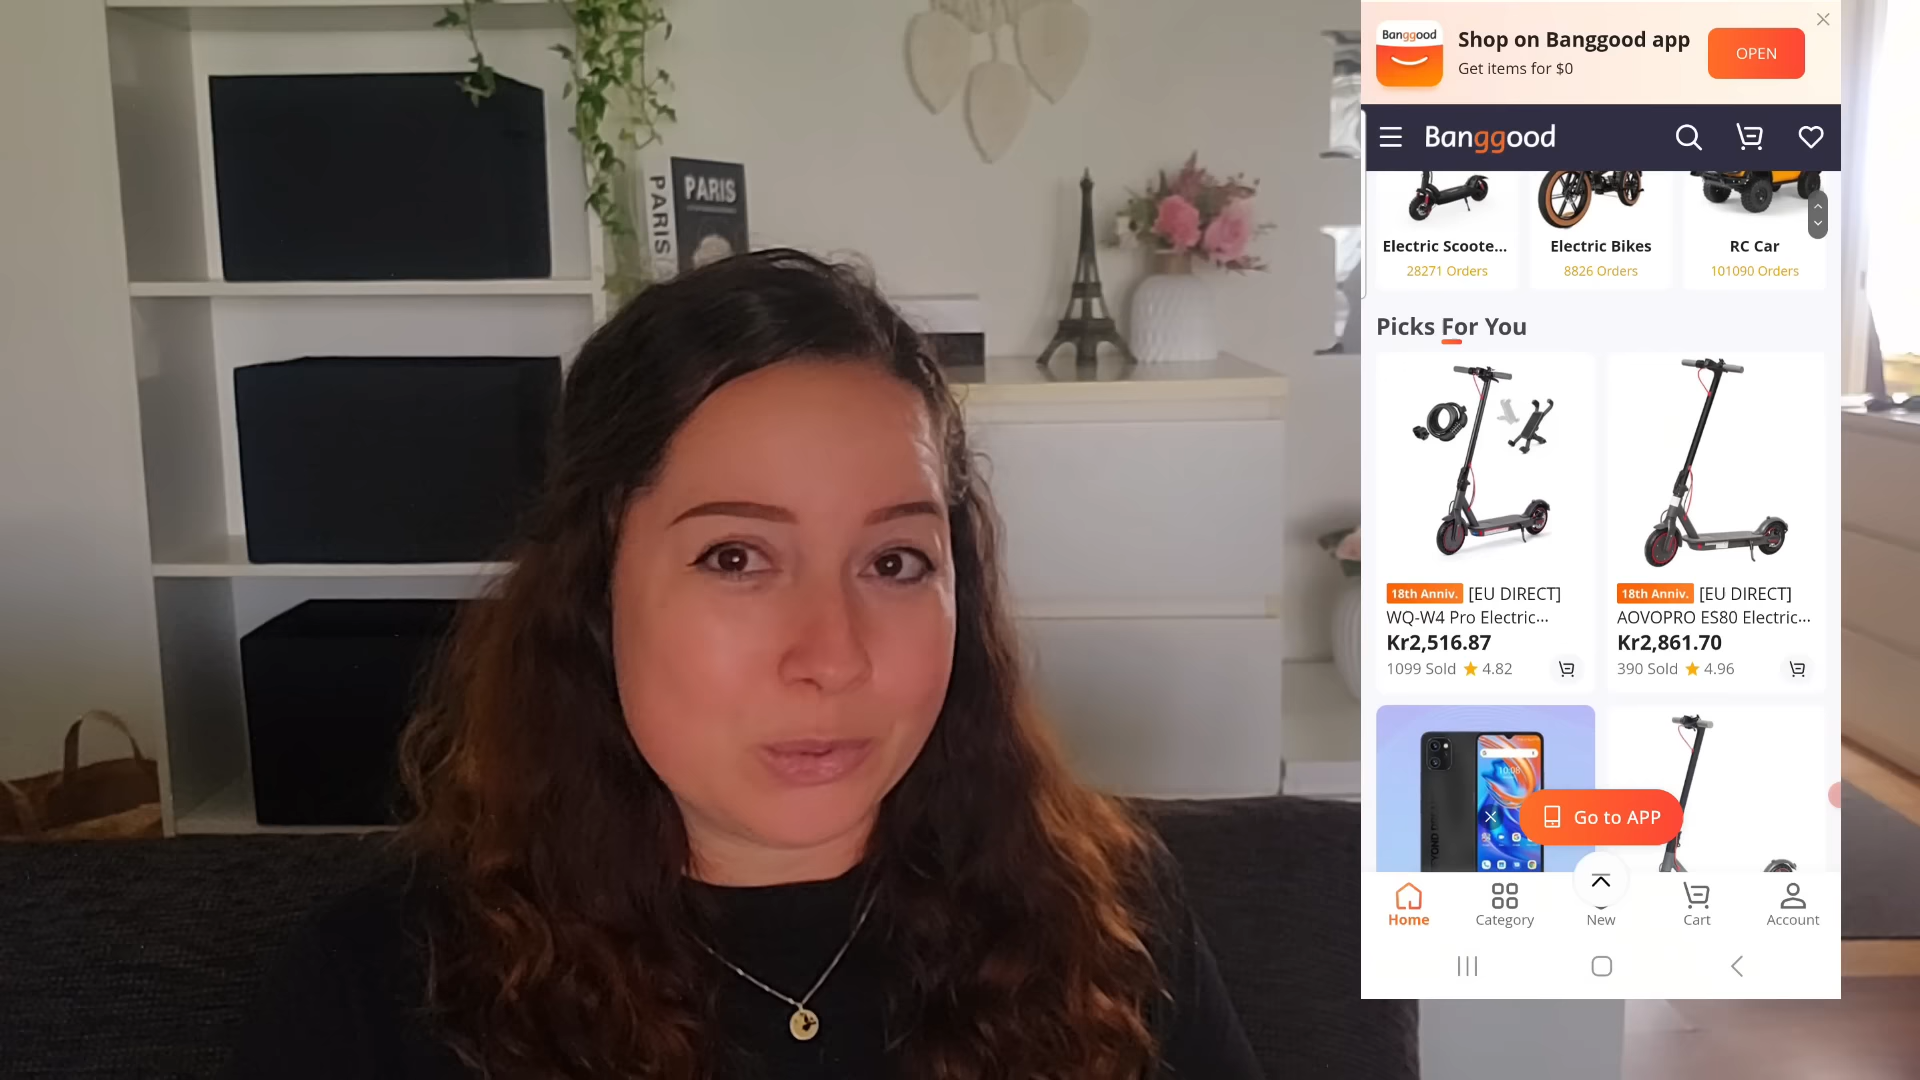 PARIS
PARIS
Banggood
Shop on Banggood app
Get items for $0
OPEN
Banggood
Electric Scoote...
28271 Orders
Electric Bikes
8826 Orders
RC Car
101090 Orders
Picks For You
18th Anniv. [EU DIRECT]
WQ-W4 Pro Electric...
Kr2,516.87
1099 Sold 4.82
18th Anniv. [EU DIRECT]
AOVOPRO ES80 Electric...
Kr2,861.70
390 Sold 4.96
10:08
Go to APP
Home
Category
New
Cart
Account